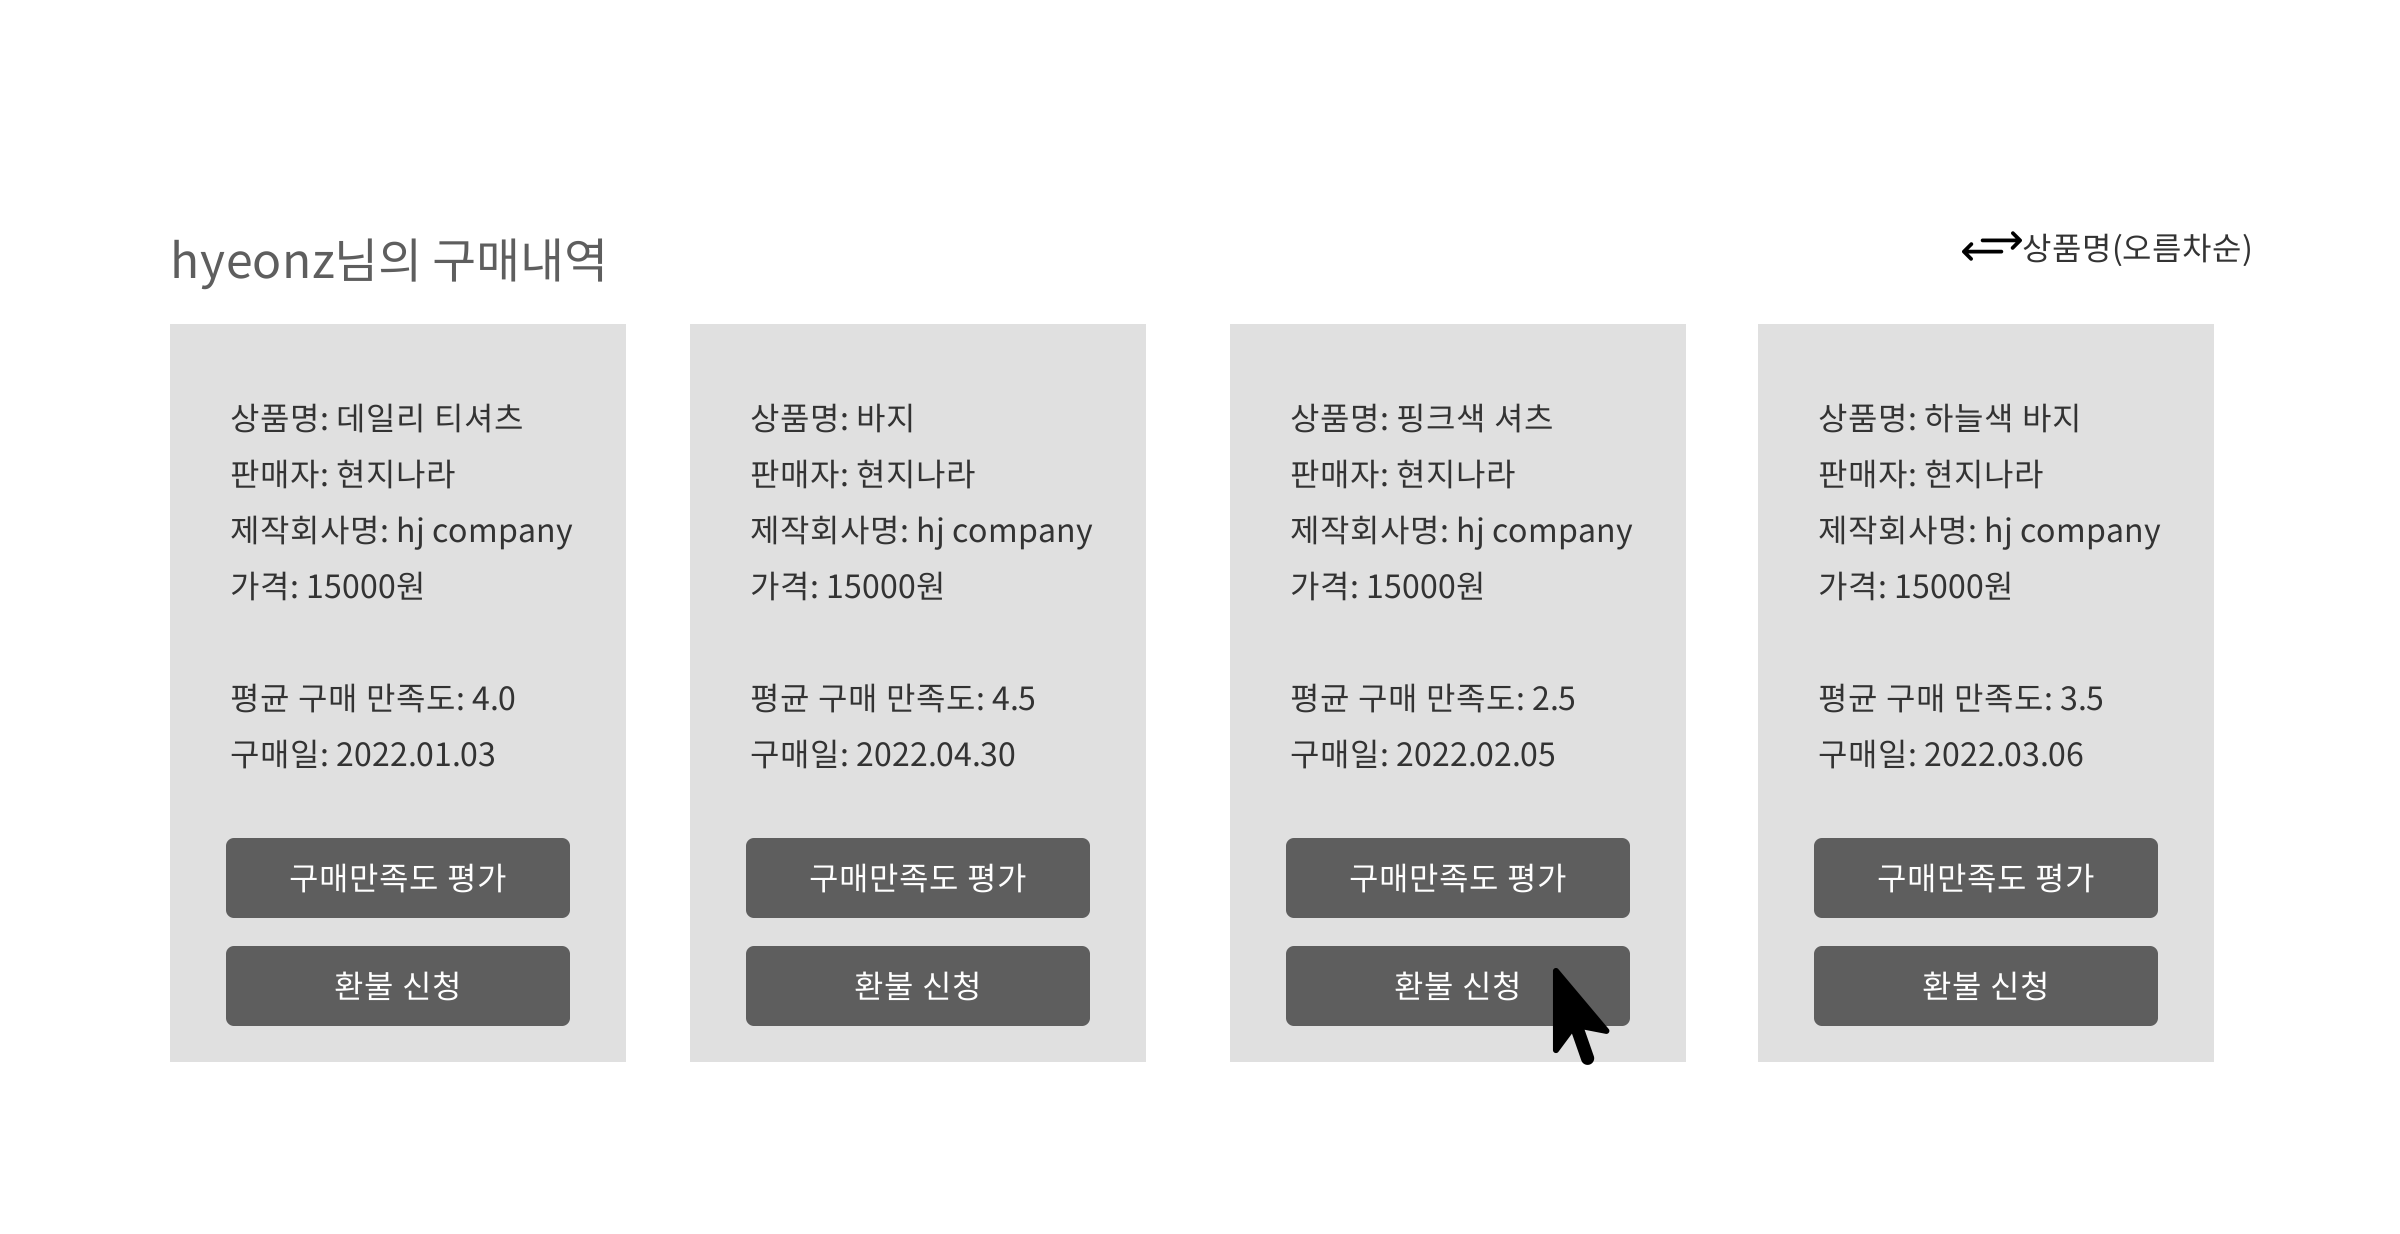 hyeonz님의 구매내역
상품명(오름차순)
상품명: 데일리 티셔츠
판매자: 현지나라
제작회사명: hj company
가격: 15000원
평균 구매 만족도: 4.0
구매일: 2022.01.03
구매만족도 평가
환불 신청
상품명: 바지
판매자: 현지나라
제작회사명: hj company
가격: 15000원
평균 구매 만족도: 4.5
구매일: 2022.04.30
구매만족도 평가
환불 신청
상품명: 핑크색 셔츠
판매자: 현지나라
제작회사명: hj company
가격: 15000원
평균 구매 만족도: 2.5
구매일: 2022.02.05
구매만족도 평가
환불 신청
상품명: 하늘색 바지
판매자: 현지나라
제작회사명: hj company
가격: 15000원
평균 구매 만족도: 3.5
구매일: 2022.03.06
구매만족도 평가
환불 신청